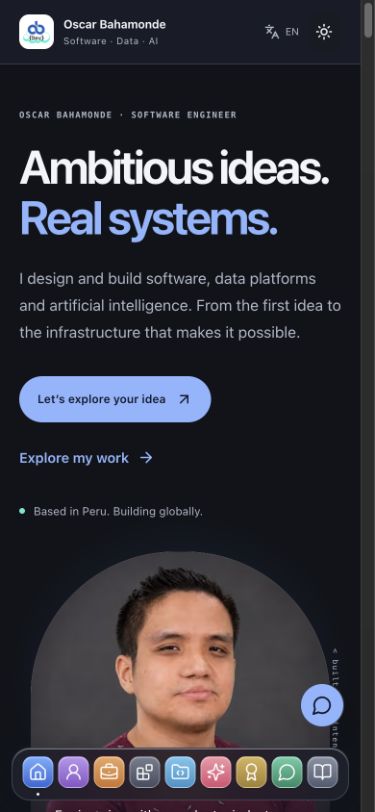 Oscar Bahamonde
Software · Data · AI
EN
OSCAR BAHAMONDE · SOFTWARE ENGINEER
Ambitious ideas.
Real systems.
I design and build software, data platforms
and artificial intelligence. From the first idea to
the infrastructure that makes it possible.
Let's explore your idea
Explore my work
Based in Peru. Building globally.
< built